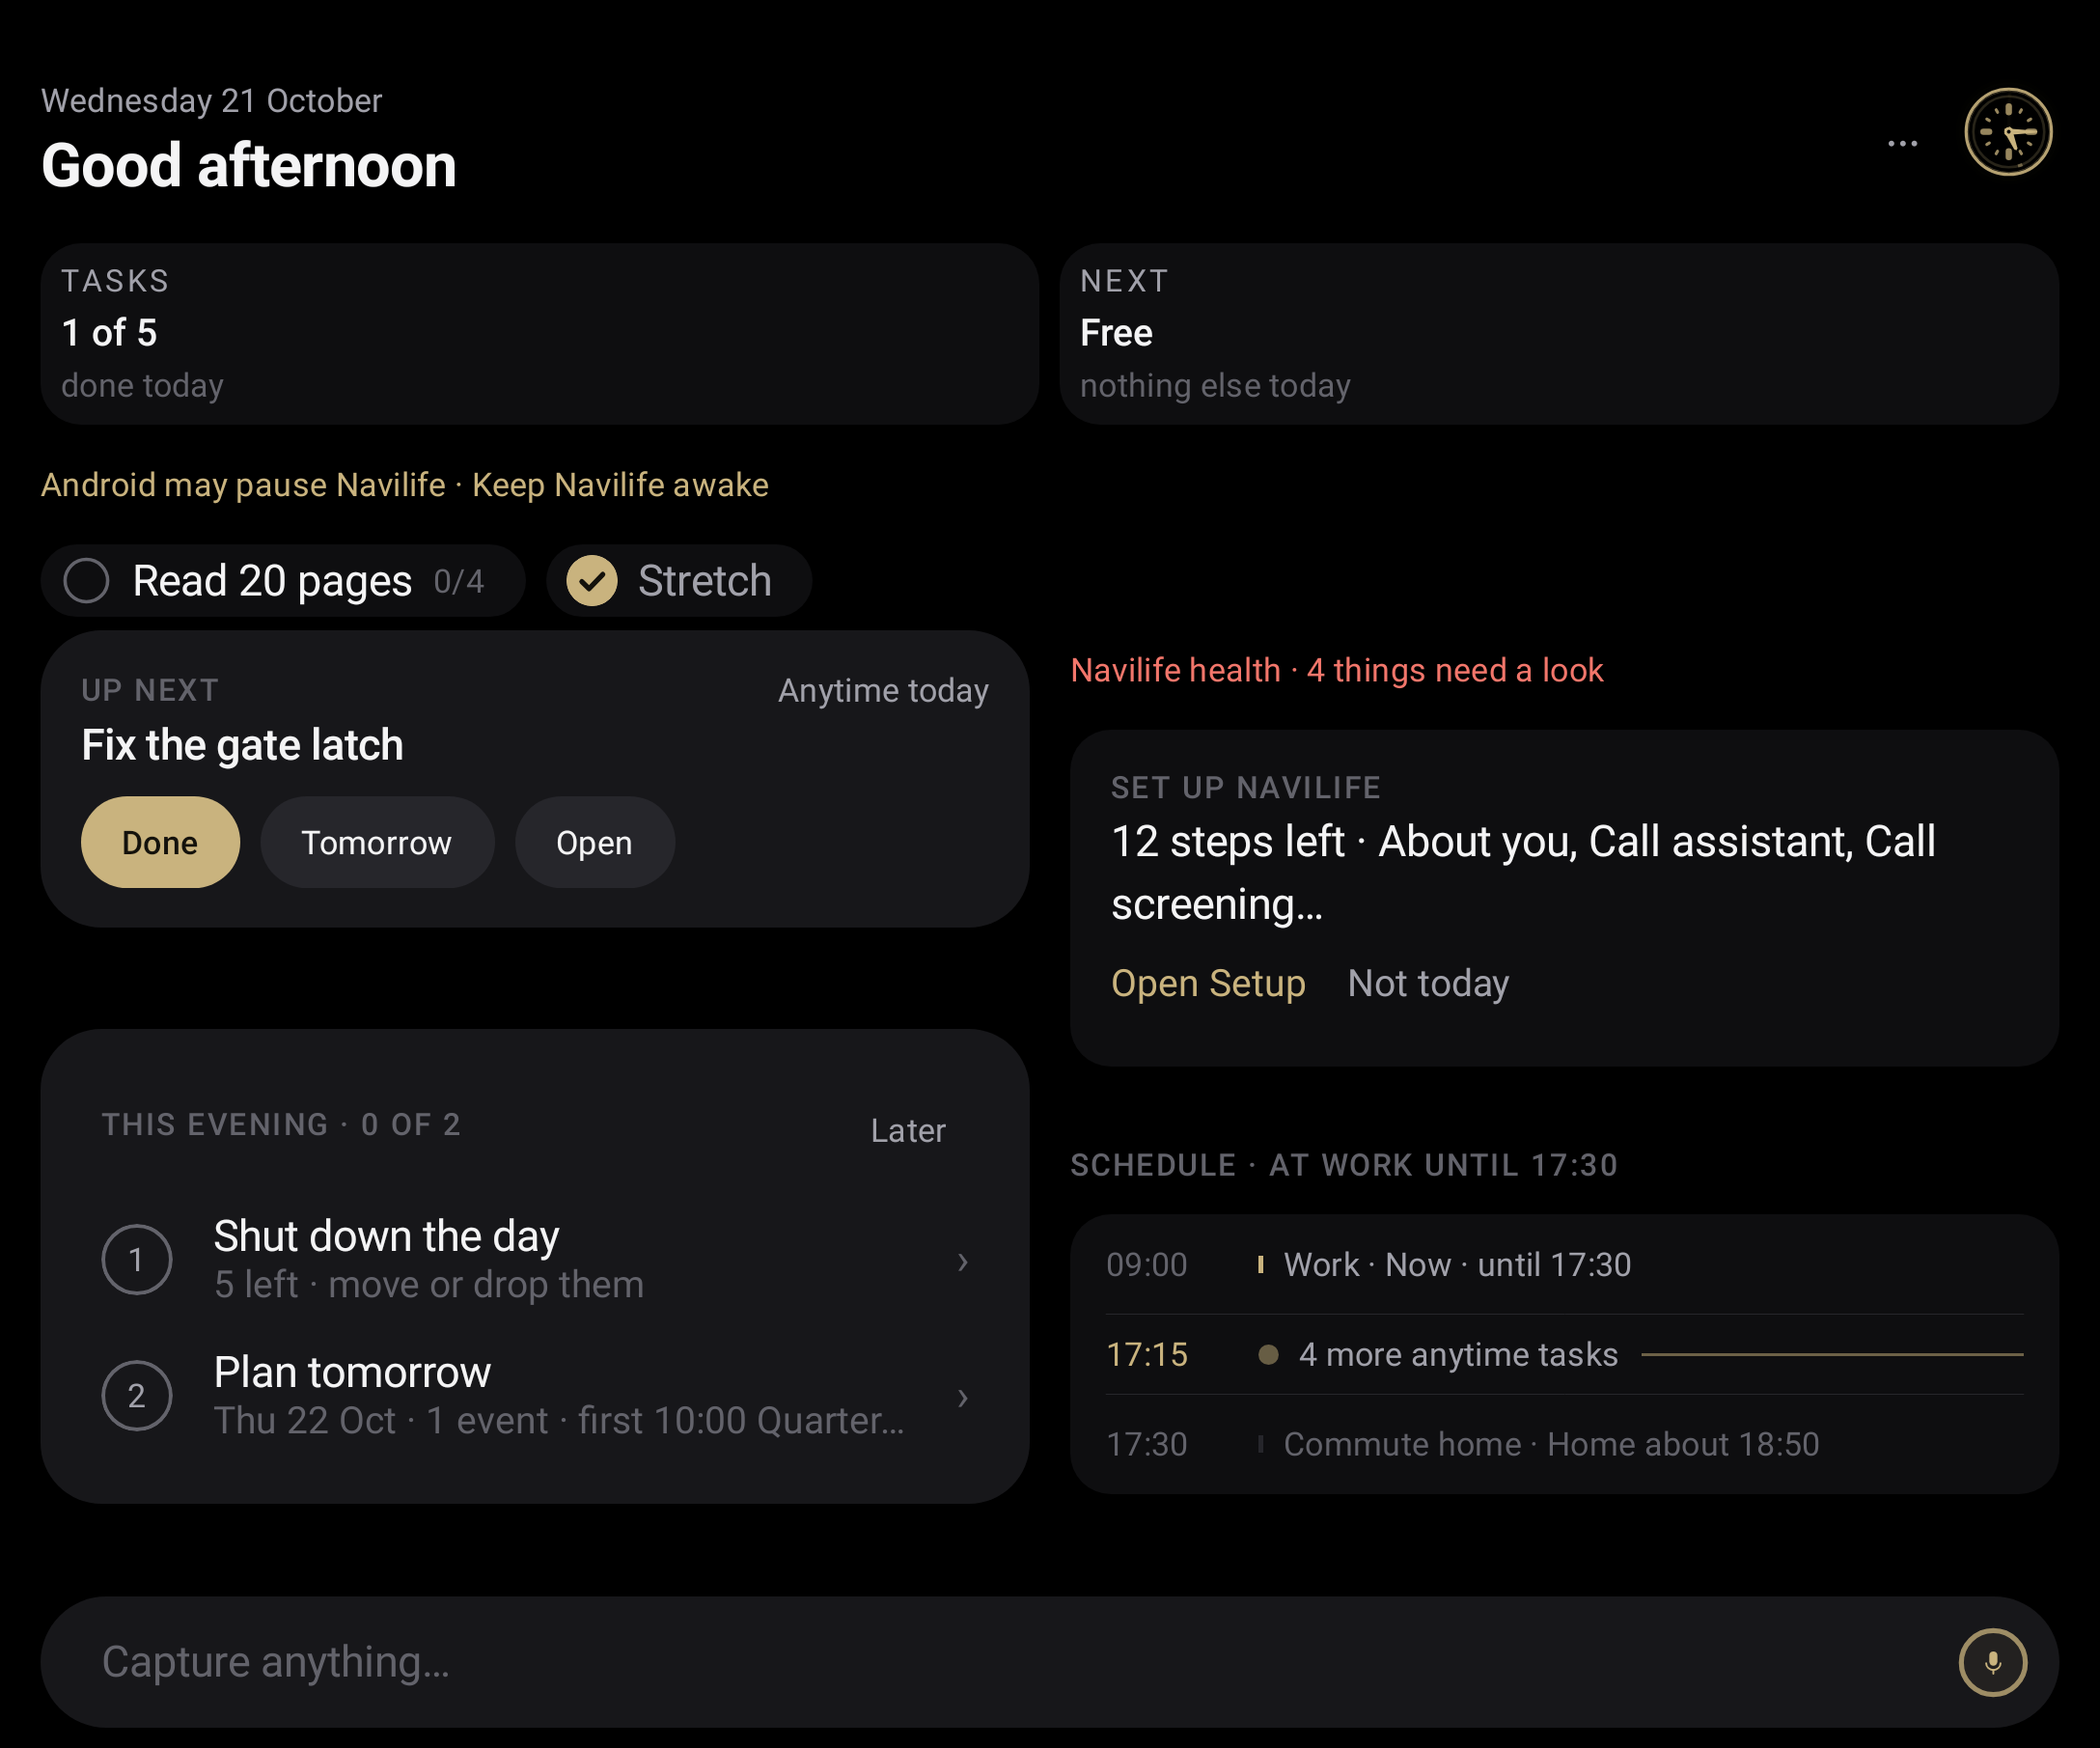 Wednesday 21 October
Good afternoon
...
TASKS
1 of 5
done today
NEXT
Free
nothing else today
Android may pause Navilife · Keep Navilife awake
Read 20 pages 0/4
Stretch
UP NEXT
Anytime today
Fix the gate latch
Done
Tomorrow
Open
THIS EVENING · 0 OF 2
Later
1
Shut down the day
5 left · move or drop them
›
2
Plan tomorrow
Thu 22 Oct · 1 event · first 10:00 Quarter...
›
Navilife health · 4 things need a look
SET UP NAVILIFE
12 steps left · About you, Call assistant, Call
screening...
Open Setup
Not today
SCHEDULE · AT WORK UNTIL 17:30
09:00 Work · Now · until 17:30
17:15 4 more anytime tasks
17:30 Commute home · Home about 18:50
Capture anything...